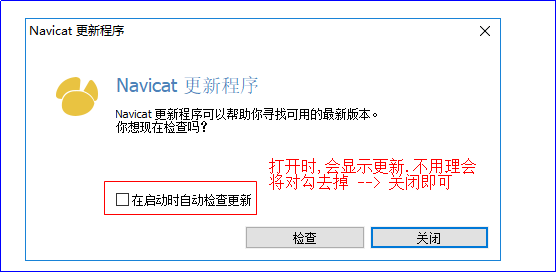 Navicat 更新程序
Navicat 更新程序
Navicat 更新程序可以帮助你寻找可用的最新版本。
你想现在检查吗?
打开时,会显示更新.不用理会
将对勾去掉 --> 关闭即可
在启动时自动检查更新
检查
关闭